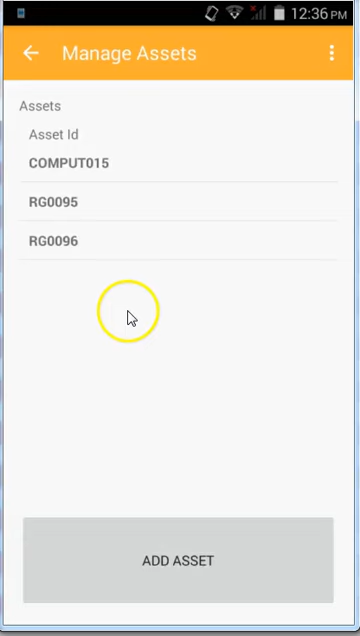 12:36 PM
Manage Assets
Assets
Asset Id
COMPUT015
RG0095
RG0096
ADD ASSET